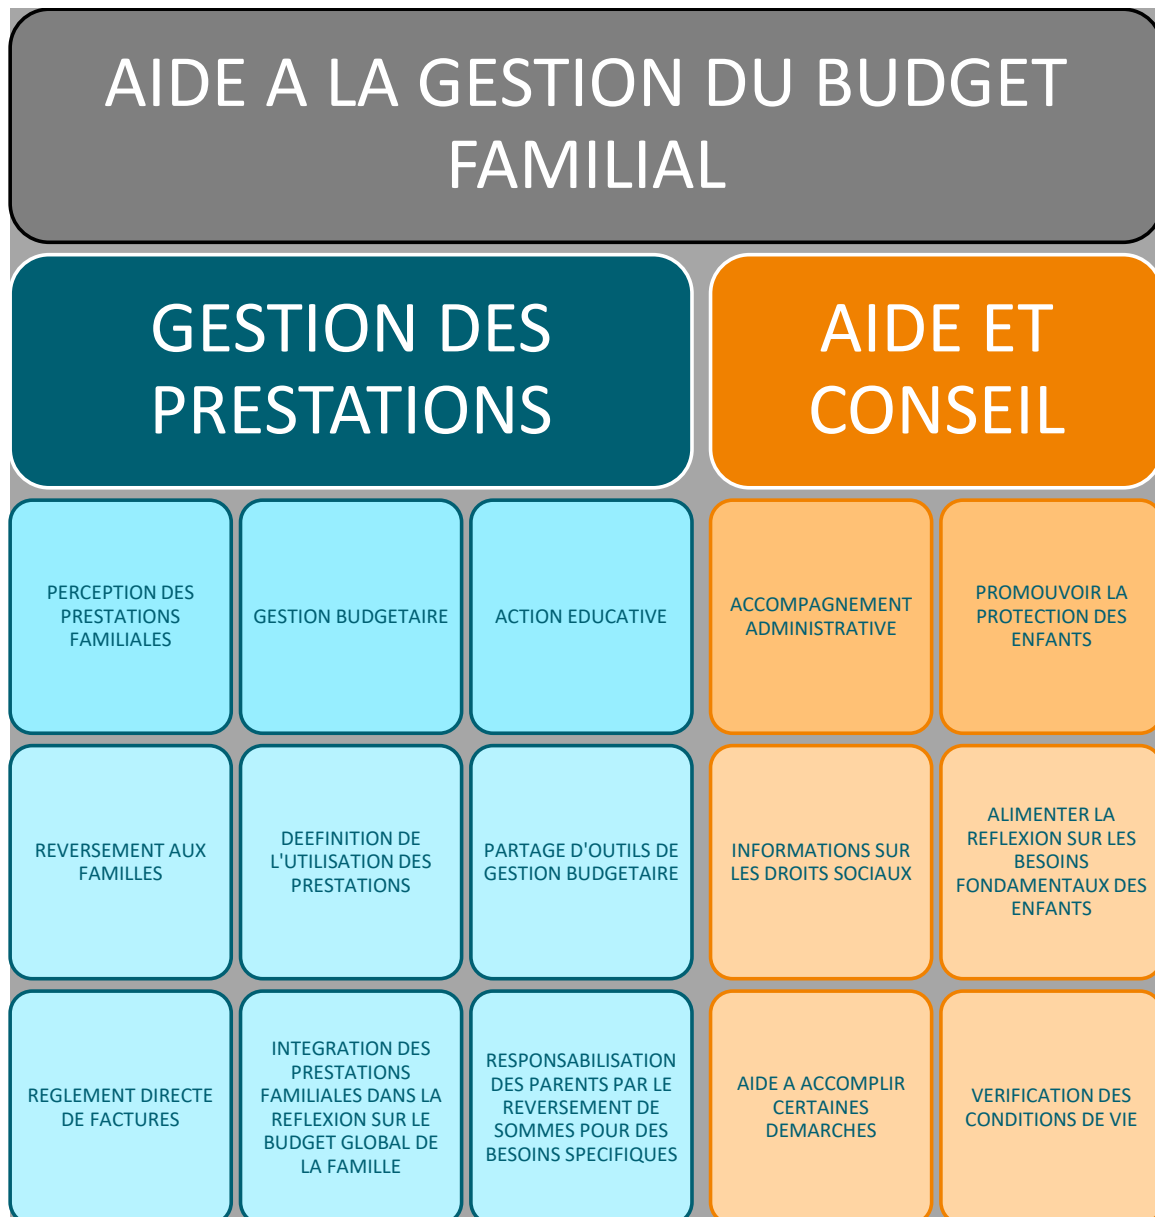 AIDE A LA GESTION DU BUDGET
FAMILIAL
GESTION DES
PRESTATIONS
AIDE ET
CONSEIL
PERCEPTION DES
PRESTATIONS
FAMILIALES
GESTION BUDGETAIRE
ACTION EDUCATIVE
ACCOMPAGNEMENT
ADMINISTRATIVE
PROMOUVOIR LA
PROTECTION DES
ENFANTS
REVERSEMENT AUX
FAMILLES
DEEFINITION DE
L'UTILISATION DES
PRESTATIONS
PARTAGE D'OUTILS DE
GESTION BUDGETAIRE
INFORMATIONS SUR
LES DROITS SOCIAUX
ALIMENTER LA
REFLEXION SUR LES
BESOINS
FONDAMENTAUX DES
ENFANTS
REGLEMENT DIRECTE
DE FACTURES
INTEGRATION DES
PRESTATIONS
FAMILIALES DANS LA
REFLEXION SUR LE
BUDGET GLOBAL DE
LA FAMILLE
RESPONSABILISATION
DES PARENTS PAR LE
REVERSEMENT DE
SOMMES POUR DES
BESOINS SPECIFIQUES
AIDE A ACCOMPLIR
CERTAINES
DEMARCHES
VERIFICATION DES
CONDITIONS DE VIE